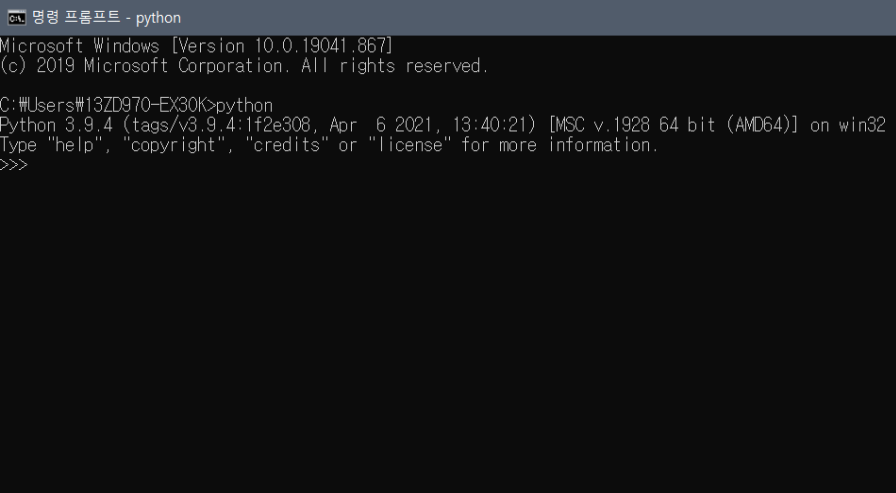 명령 프롬프트 - python
Microsoft Windows [Version 10.0.19041.867]
(c) 2019 Microsoft Corporation. All rights reserved.
C:₩Users₩13ZD970-EX30K>python
Python 3.9.4 (tags/v3.9.4:1f2e308, Apr  6 2021, 13:40:21) [MSC v.1928 64 bit (AMD64)] on win32
Type "help", "copyright", "credits" or "license" for more information.
>>>